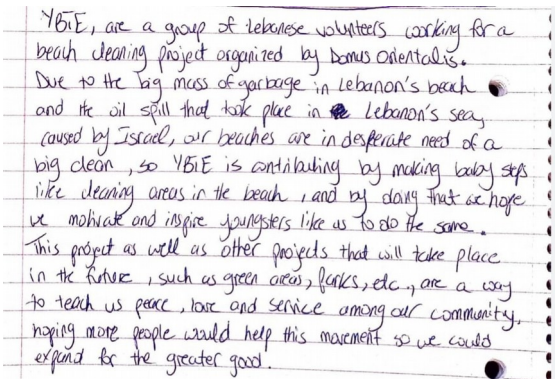 YBiE, are a group of Lebanese volunteers working for a
beach cleaning project organized by Domus Orientalis.
Due to the big mass of garbage in Lebanon's beach
and the oil spill that took place in Lebanon's sea,
caused by Israel, our beaches are in desperate need of a
big clean, so YBiE is contributing by making baby steps
like cleaning areas in the beach, and by doing that we hope
we motivate and inspire youngsters like us to do the same.
This project as well as other projects that will take place
in the future, such as green areas, parks, etc, are a way
to teach us peace, love and service among our community,
hoping more people would help this movement so we could
expand for the greater good.